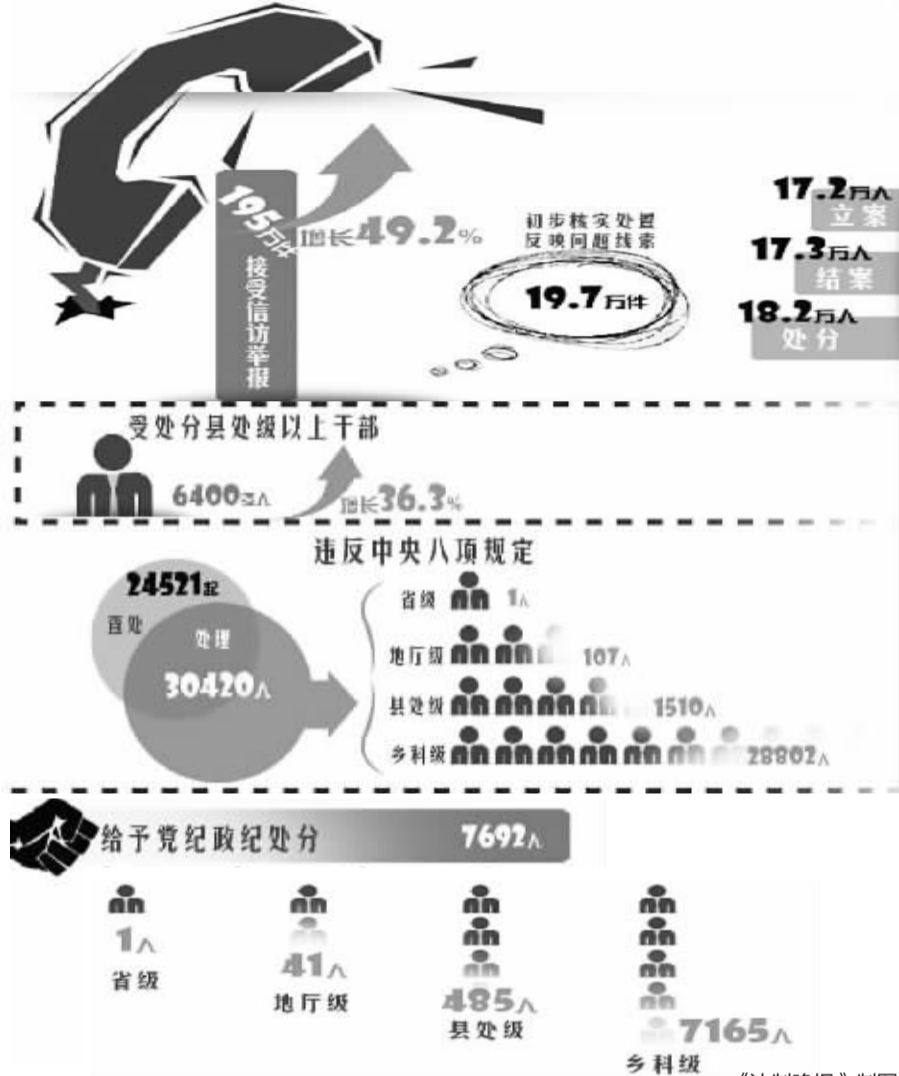 195万件
接受信访举报
增长49.2%
初步核实处置
反映问题线索
19.7万件
17.2万人
立案
17.3万人
结案
18.2万人
处分
受处分县处级以上干部
6400多人
增长36.3%
违反中央八项规定
24521起
查处
处理
30420人
省级 1人
地厅级 107人
县处级 1510人
乡科级 28802人
给予党纪政纪处分 7692人
1人
省级
41人
地厅级
485人
县处级
7165人
乡科级